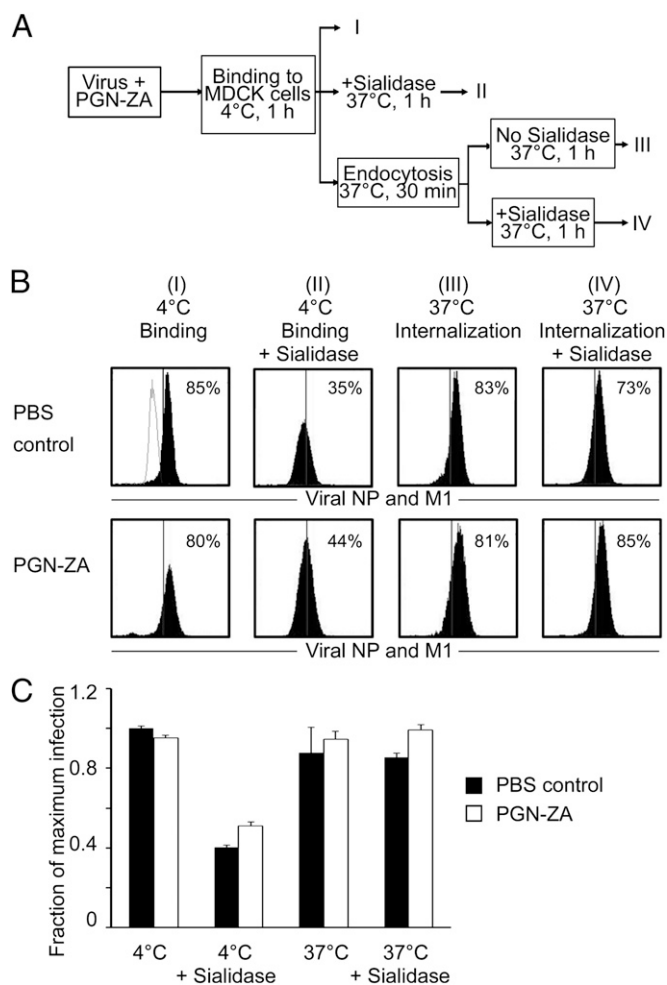 A
Virus +
PGN-ZA
Binding to
MDCK cells
4°C, 1 h
I
+Sialidase
37°C, 1 h
II
Endocytosis
37°C, 30 min
No Sialidase
37°C, 1 h
III
+Sialidase
37°C, 1 h
IV
B
(I)
4°C
Binding
(II)
4°C
Binding
+ Sialidase
(III)
37°C
Internalization
(IV)
37°C
Internalization
+ Sialidase
PBS
control
85%
35%
83%
73%
Viral NP and M1
PGN-ZA
80%
44%
81%
85%
Viral NP and M1
C
Fraction of maximum infection
1.2
0.8
0.4
0
4°C
4°C
+ Sialidase
37°C
37°C
+ Sialidase
PBS control
PGN-ZA